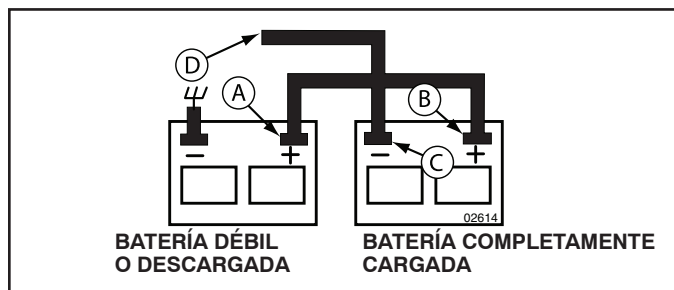 D
A
B
C
− + − +
02614
BATERÍA DÉBIL
O DESCARGADA
BATERÍA COMPLETAMENTE
CARGADA